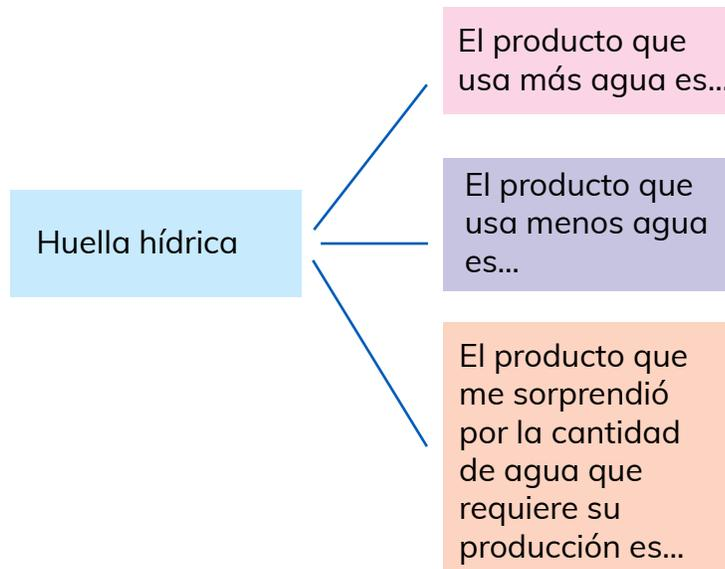 El producto que
usa más agua es...
Huella hídrica
El producto que
usa menos agua
es...
El producto que
me sorprendió
por la cantidad
de agua que
requiere su
producción es...